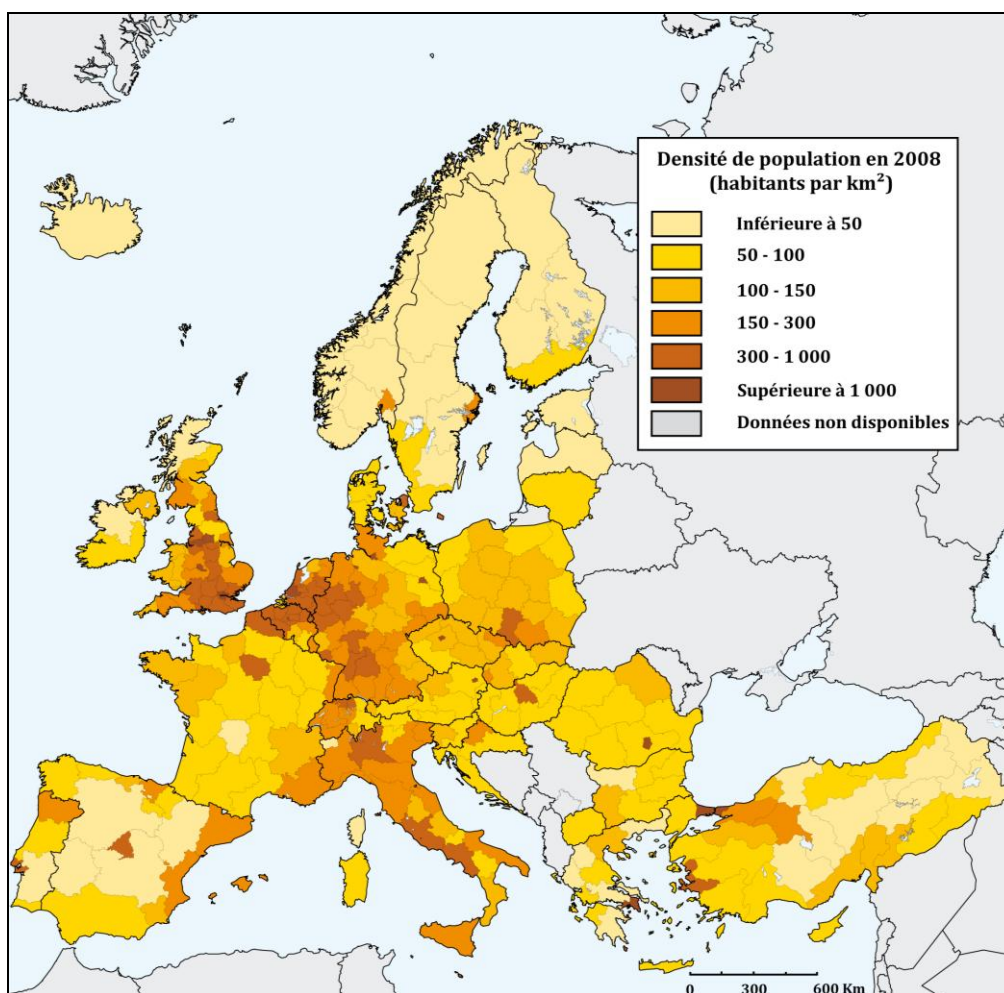 Densité de population en 2008
(habitants par km²)
Inférieure à 50
50 - 100
100 - 150
150 - 300
300 - 1 000
Supérieure à 1 000
Données non disponibles
0 300 600 Km